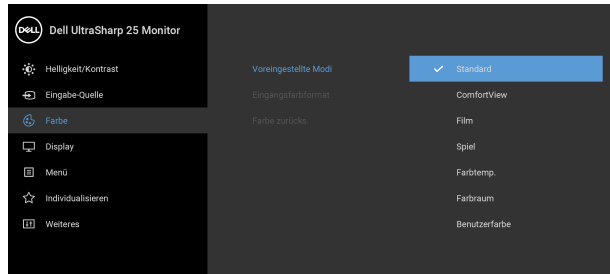 DELL Dell UltraSharp 25 Monitor
Helligkeit/Kontrast
Eingabe-Quelle
Farbe
Display
Menü
Individualisieren
Weiteres
Voreingestellte Modi
Eingangsfarbformat
Farbe zurücks.
Standard
ComfortView
Film
Spiel
Farbtemp.
Farbraum
Benutzerfarbe